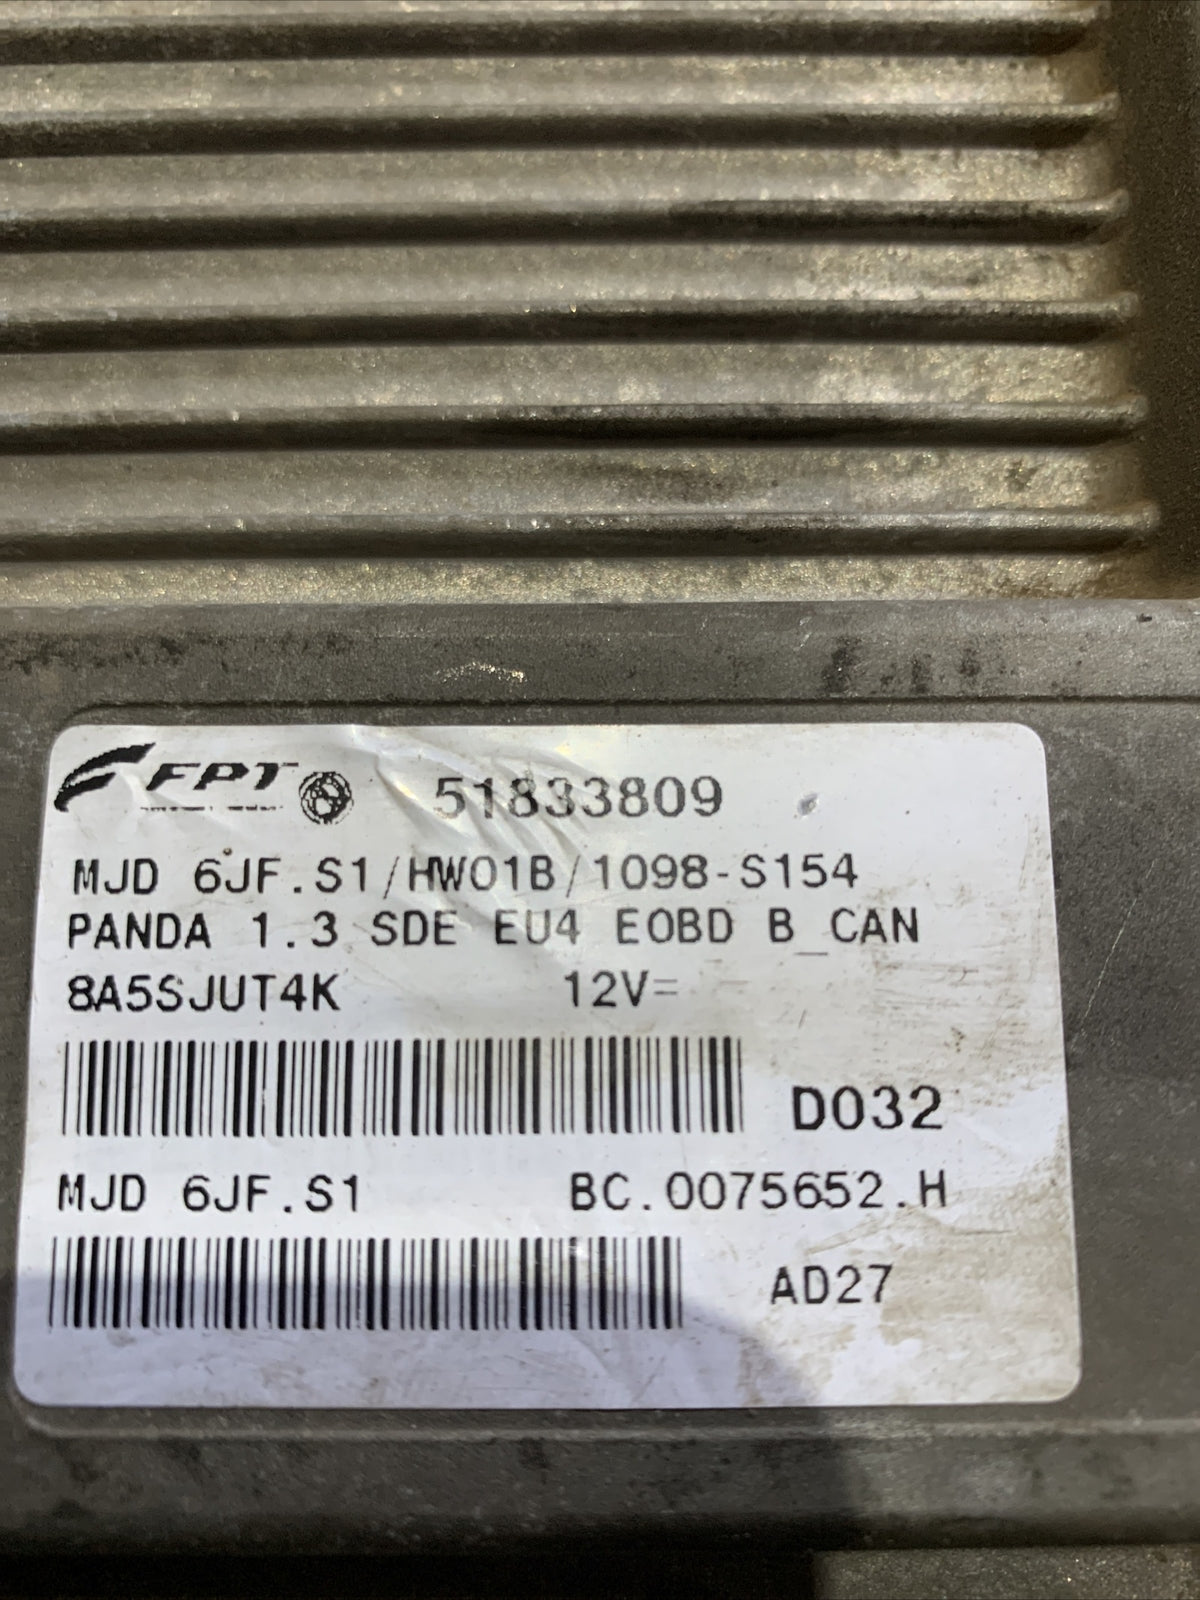 FPT 51833809
MJD 6JF.S1/HW01B/1098-S154
PANDA 1.3 SDE EU4 EOBD B_CAN
8A5SJUT4K 12V=
D032
MJD 6JF.S1 BC.0075652.H
AD27